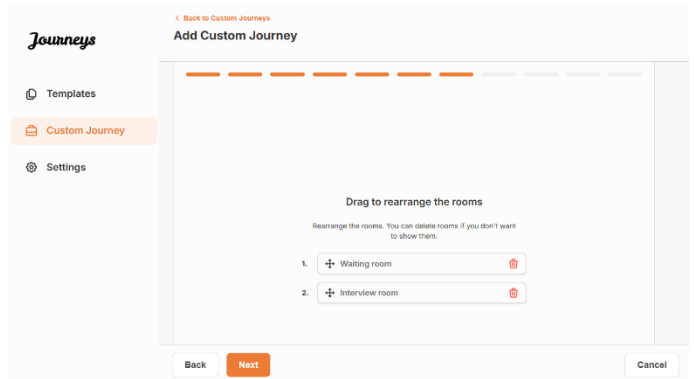 < Back to Custom Journeys
Journeys
Add Custom Journey
Templates
Custom Journey
Settings
Drag to rearrange the rooms
Rearrange the rooms. You can delete rooms if you don't want
to show them.
1. Waiting room
2. Interview room
Back Next Cancel